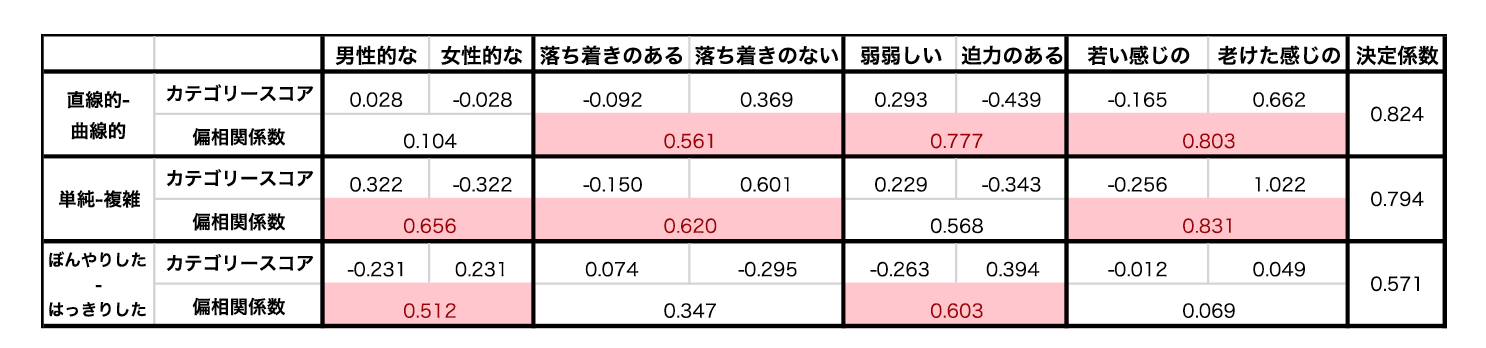 男性的な 女性的な 落ち着きのある 落ち着きのない 弱弱しい 迫力のある 若い感じの 老けた感じの 決定係数
直線的-
曲線的
カテゴリースコア 0.028 -0.028 -0.092 0.369 0.293 -0.439 -0.165 0.662
偏相関係数 0.104 0.561 0.777 0.803
0.824
単純-複雑
カテゴリースコア 0.322 -0.322 -0.150 0.601 0.229 -0.343 -0.256 1.022
偏相関係数 0.656 0.620 0.568 0.831
0.794
ぼんやりした
-
はっきりした
カテゴリースコア -0.231 0.231 0.074 -0.295 -0.263 0.394 -0.012 0.049
偏相関係数 0.512 0.347 0.603 0.069
0.571